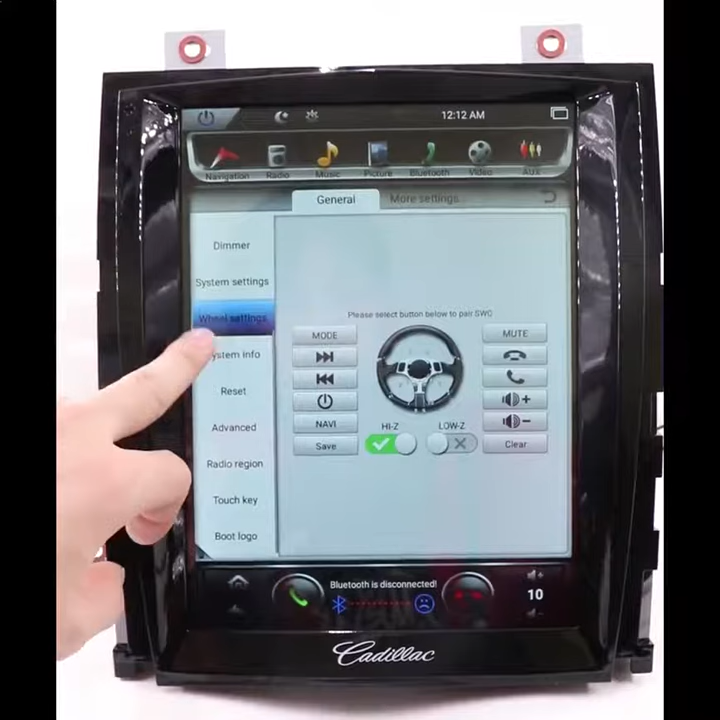 12:12 AM
Navigation Radio Music Picture Bluetooth Video AUX
General More settings
Dimmer
System settings
Wheel settings
ystem info
Reset
Advanced
Radio region
Touch key
Boot logo
Please select button below to pair SWC
MODE
NAVI
Save
HI-Z LOW-Z
MUTE
+
-
Clear
Bluetooth is disconnected!
10
Cadillac